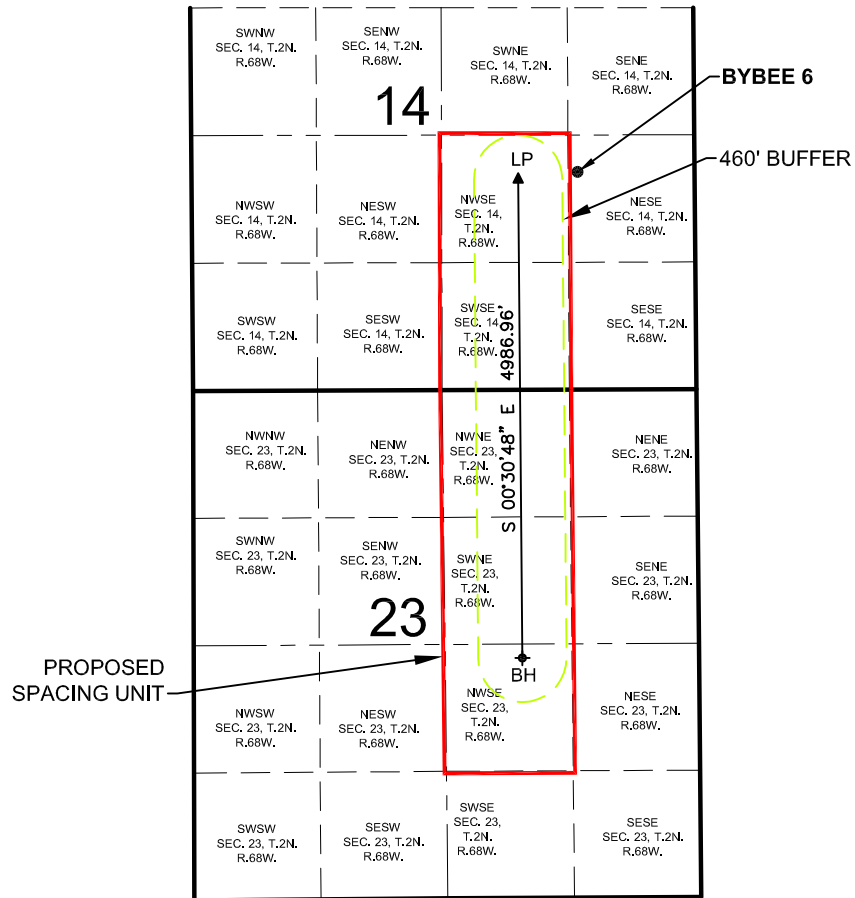 SWNW
SEC. 14, T.2N.
R.68W.
SENW
SEC. 14, T.2N.
R.68W.
SWNE
SEC. 14, T.2N.
R.68W.
SENE
SEC. 14, T.2N.
R.68W.
BYBEE 6
14
460' BUFFER
LP
NWSW
SEC. 14, T.2N.
R.68W.
NESW
SEC. 14, T.2N.
R.68W.
NWSE
SEC. 14,
T.2N.
R.68W.
NESE
SEC. 14, T.2N.
R.68W.
SWSW
SEC. 14, T.2N.
R.68W.
SESW
SEC. 14, T.2N.
R.68W.
SWSE
SEC. 14,
T.2N.
R.68W.
SESE
SEC. 14, T.2N.
R.68W.
S 00°30'48" E 4986.96'
NWNW
SEC. 23, T.2N.
R.68W.
NENW
SEC. 23, T.2N.
R.68W.
NWNE
SEC. 23,
T.2N.
R.68W.
NENE
SEC. 23, T.2N.
R.68W.
SWNW
SEC. 23, T.2N.
R.68W.
SENW
SEC. 23, T.2N.
R.68W.
SWNE
SEC. 23,
T.2N.
R.68W.
SENE
SEC. 23, T.2N.
R.68W.
23
PROPOSED
SPACING UNIT
BH
NWSW
SEC. 23, T.2N.
R.68W.
NESW
SEC. 23, T.2N.
R.68W.
NWSE
SEC. 23,
T.2N.
R.68W.
NESE
SEC. 23, T.2N.
R.68W.
SWSW
SEC. 23, T.2N.
R.68W.
SESW
SEC. 23, T.2N.
R.68W.
SWSE
SEC. 23,
T.2N.
R.68W.
SESE
SEC. 23, T.2N.
R.68W.